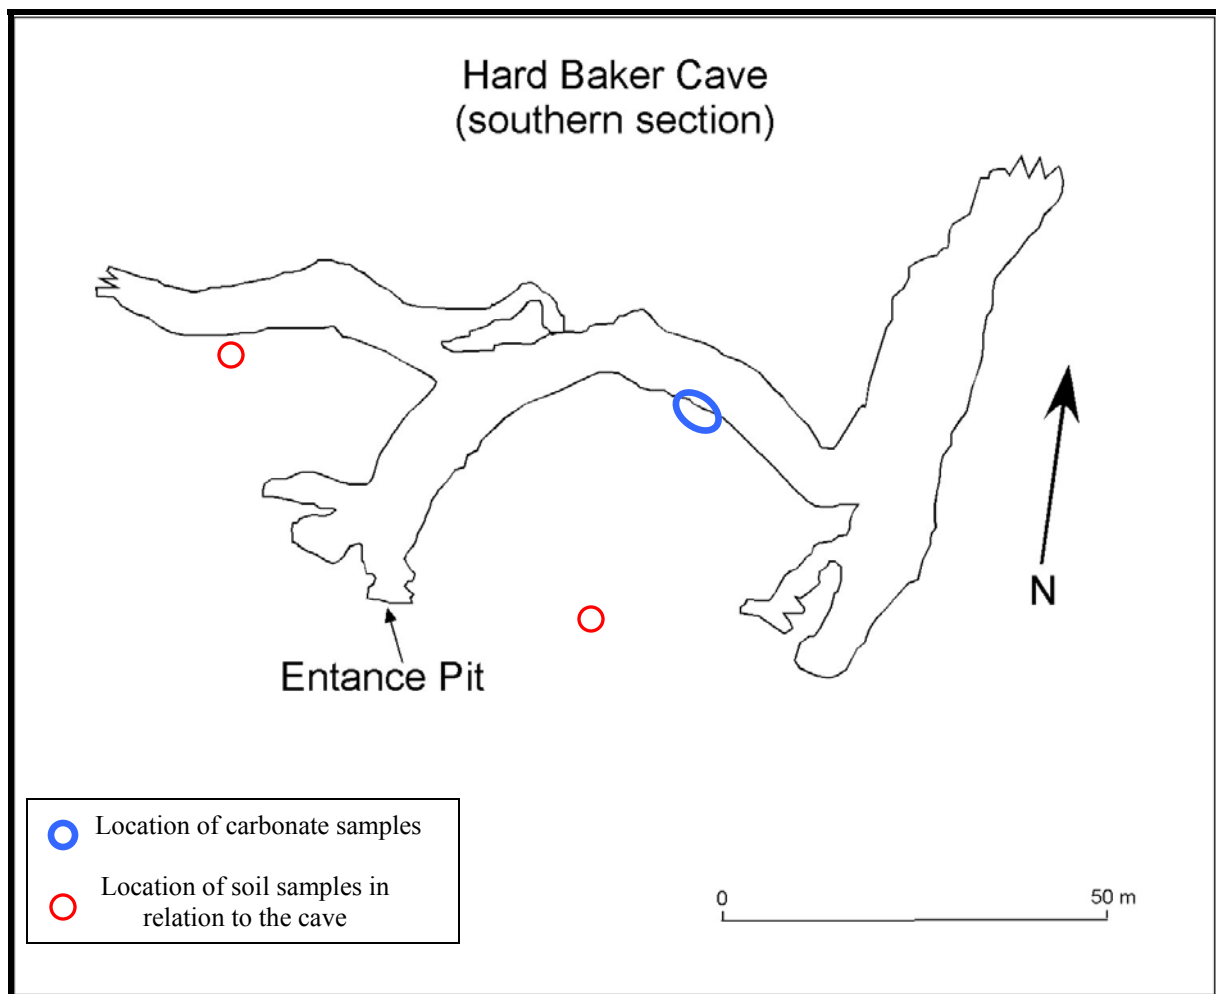 Hard Baker Cave
(southern section)
N
Entance Pit
Location of carbonate samples
Location of soil samples in
relation to the cave
0
50 m